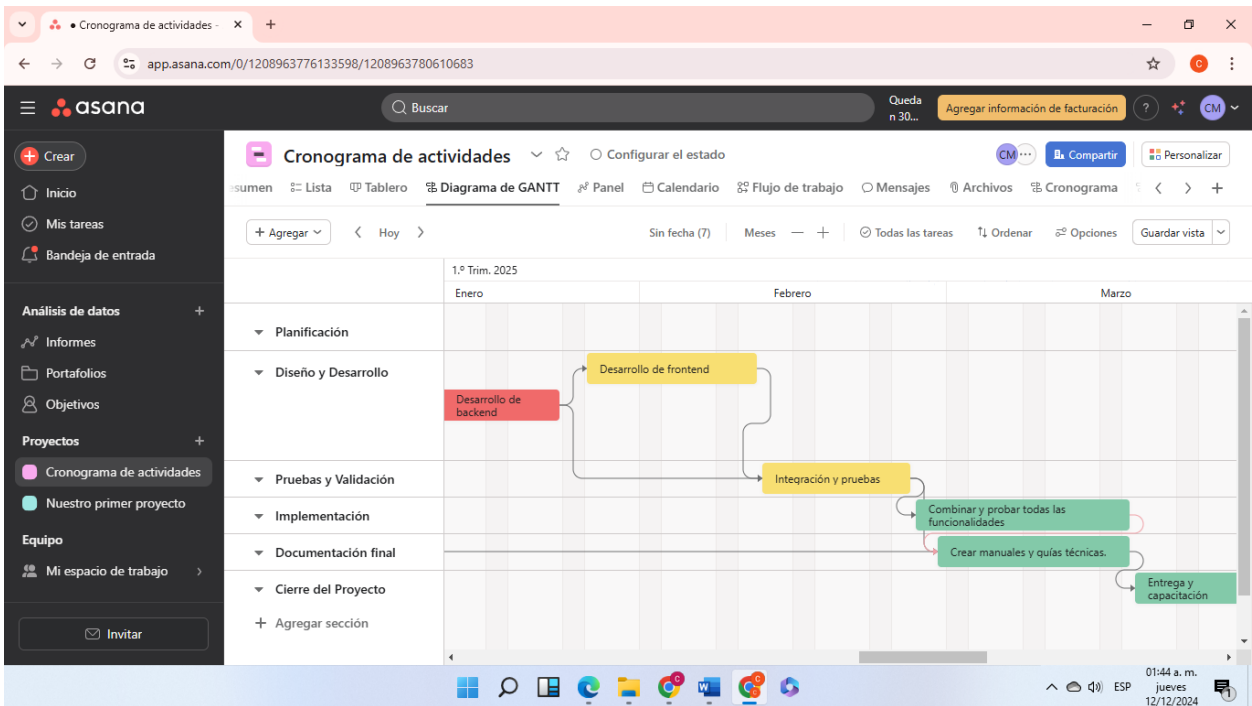 ● Cronograma de actividades -
app.asana.com/0/1208963776133598/1208963780610683
asana
Buscar
Queda
n 30...
Agregar información de facturación
?
CM
C
Crear
Inicio
Mis tareas
Bandeja de entrada
Análisis de datos
Informes
Portafolios
Objetivos
Proyectos
Cronograma de actividades
Nuestro primer proyecto
Equipo
Mi espacio de trabajo
Invitar
Cronograma de actividades
Configurar el estado
CM
Compartir
Personalizar
esumen Lista Tablero Diagrama de GANTT Panel Calendario Flujo de trabajo Mensajes Archivos Cronograma
+ Agregar
Hoy
Sin fecha (7)
Meses — +
Todas las tareas
Ordenar
Opciones
Guardar vista
1.º Trim. 2025
Enero Febrero Marzo
Planificación
Diseño y Desarrollo
Desarrollo de frontend
Desarrollo de
backend
Pruebas y Validación
Integración y pruebas
Implementación
Combinar y probar todas las
funcionalidades
Documentación final
Crear manuales y guías técnicas.
Cierre del Proyecto
Entrega y
capacitación
+ Agregar sección
ESP
01:44 a. m.
jueves
12/12/2024
1